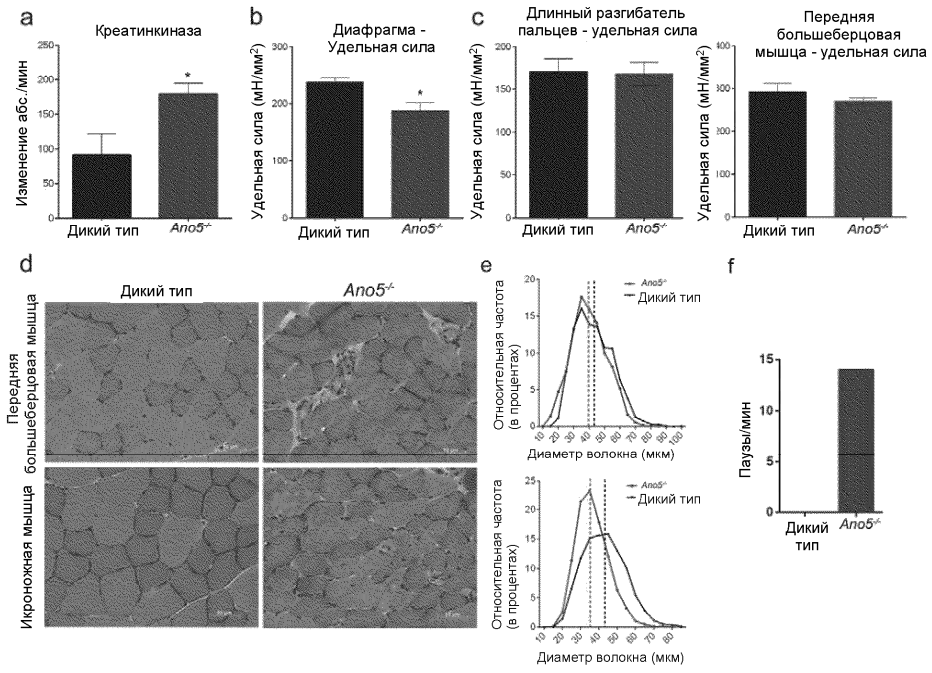 a
Креатинкиназа
Изменение абс./мин
250
200
150
100
50
0
*
Дикий тип
Ano5-/-
b
Диафрагма -
Удельная сила
Удельная сила (мН/мм²)
300
200
100
0
*
Дикий тип
Ano5-/-
c
Длинный разгибатель
пальцев - удельная сила
Удельная сила (мН/мм²)
200
150
100
50
0
Дикий тип
Ano5-/-
Передняя
большеберцовая
мышца - удельная сила
Удельная сила (мН/мм²)
400
300
200
100
0
Дикий тип
Ano5-/-
d
Дикий тип
Ano5-/-
Передняя
большеберцовая мышца
Икроножная мышца
e
Относительная частота
(в процентах)
20
15
10
5
0
Ano5-/-
Дикий тип
10 20 30 40 50 60 70 80 90 100
Диаметр волокна (мкм)
Относительная частота
(в процентах)
25
20
15
10
5
0
Ano5-/-
Дикий тип
10 20 30 40 50 60 70 80
Диаметр волокна (мкм)
f
Паузы/мин
15
10
5
0
Дикий
тип
Ano5-/-